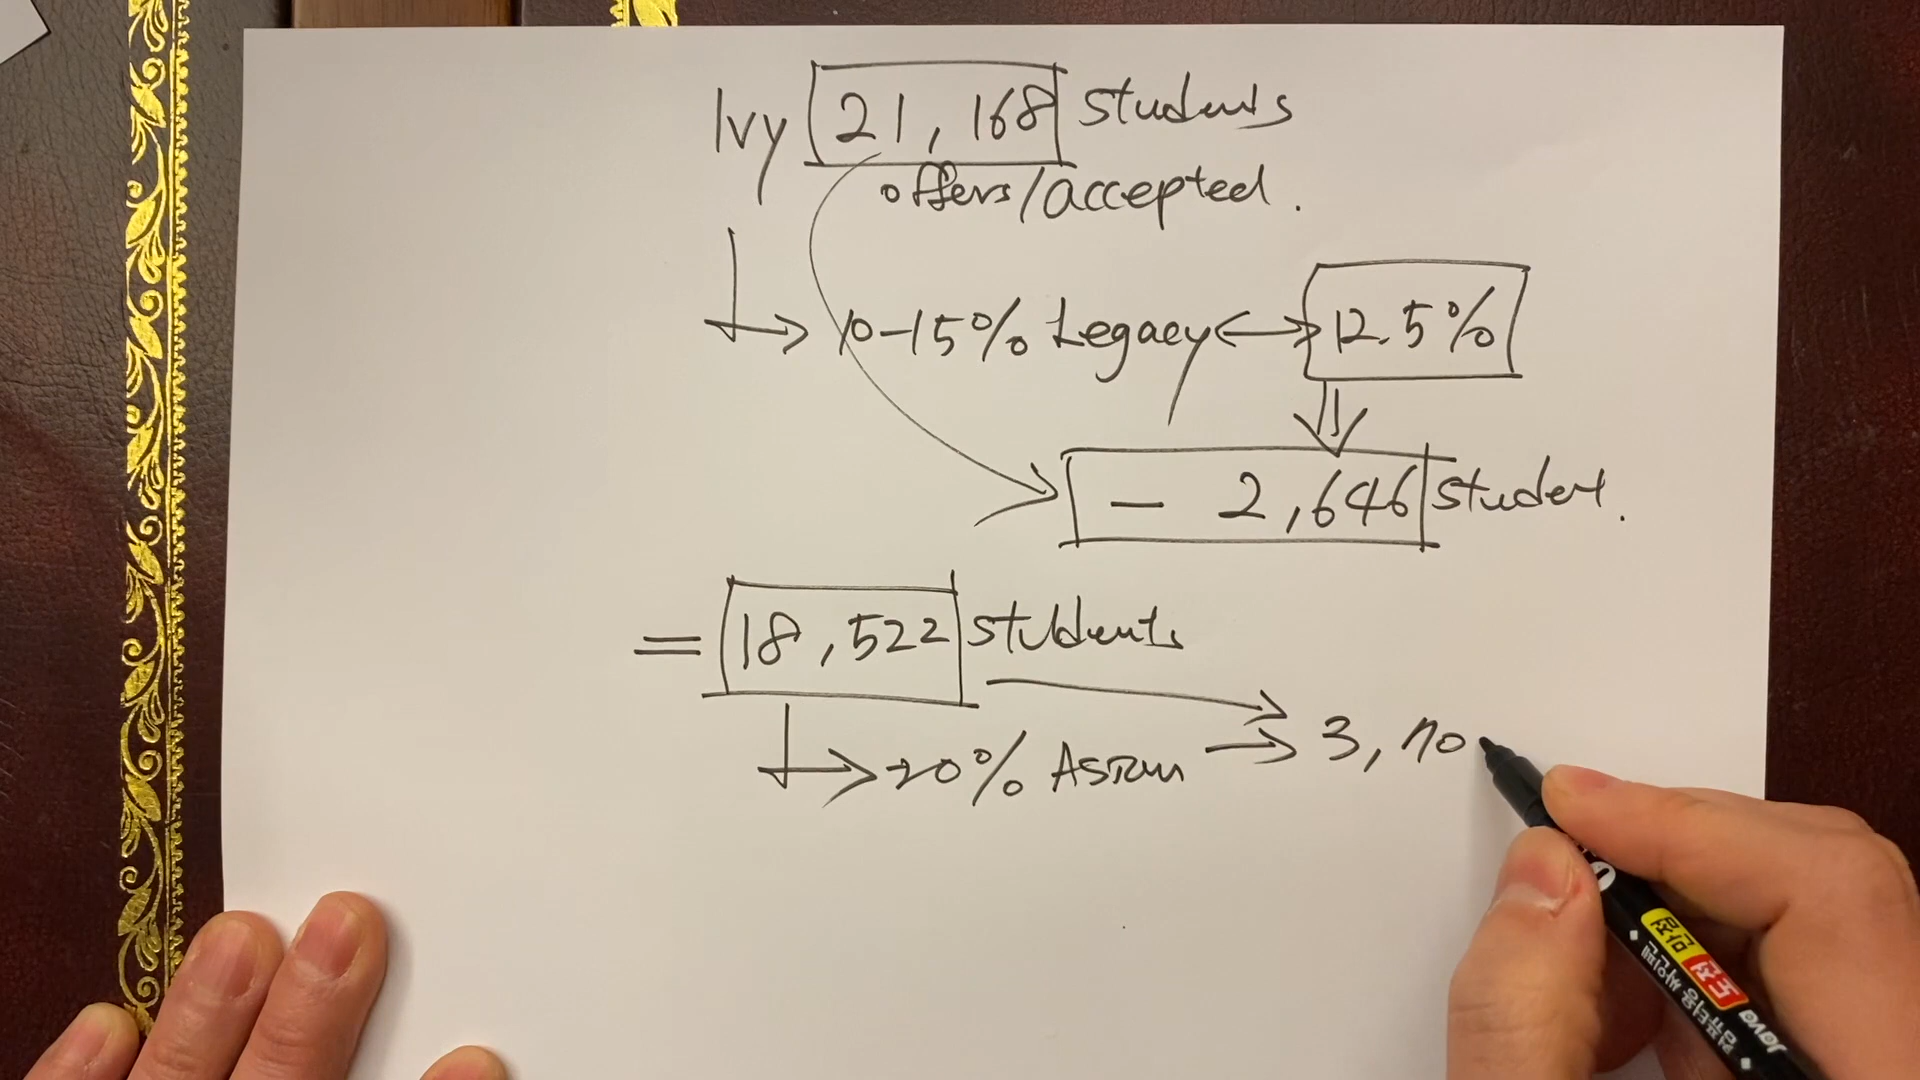 Ivy 21,168 students
offers/accepted.
10-15% Legacy 12.5%
- 2,646 student.
= 18,522 students
20% Asian 3,70
Java